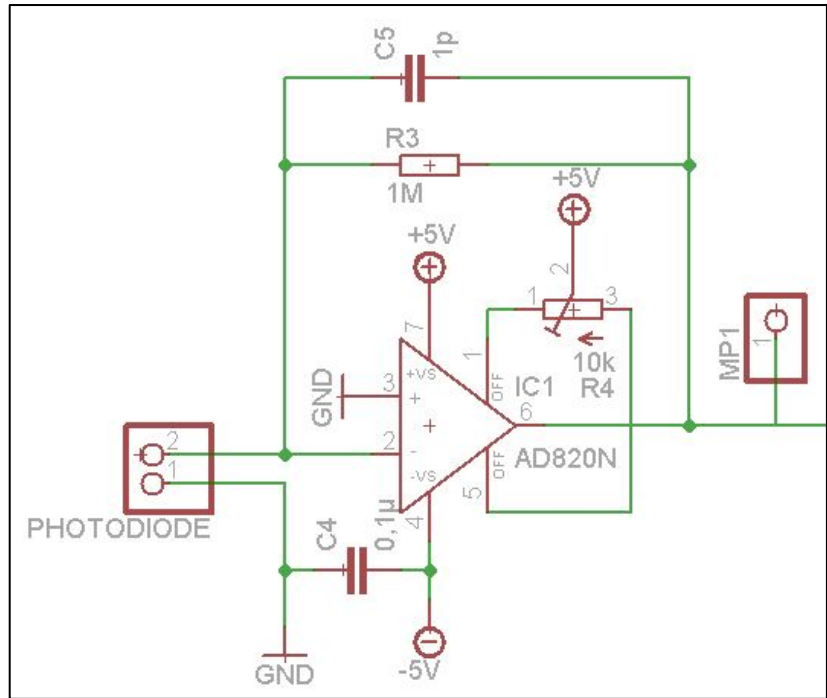 C5
1p
R3
1M
+5V
+5V
2
1
3
10k
R4
7
+VS
3
+
GND
1
OFF
IC1
6
AD820N
2
-
-VS
4
OFF
5
MP1
1
2
1
PHOTODIODE
C4
0,1µ
GND
-5V